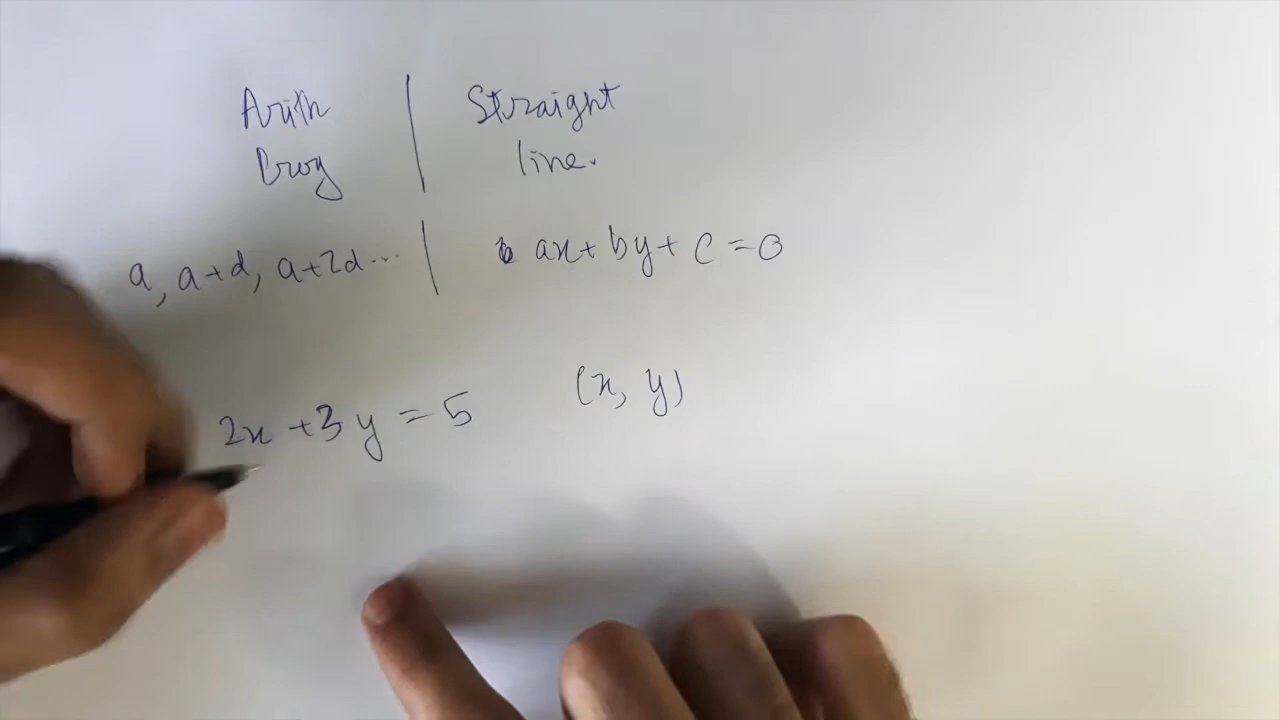 Arith | Straight
Prog | line.
a, a+d, a+2d... | ax+by+c=0
2x+3y=5 (x, y)